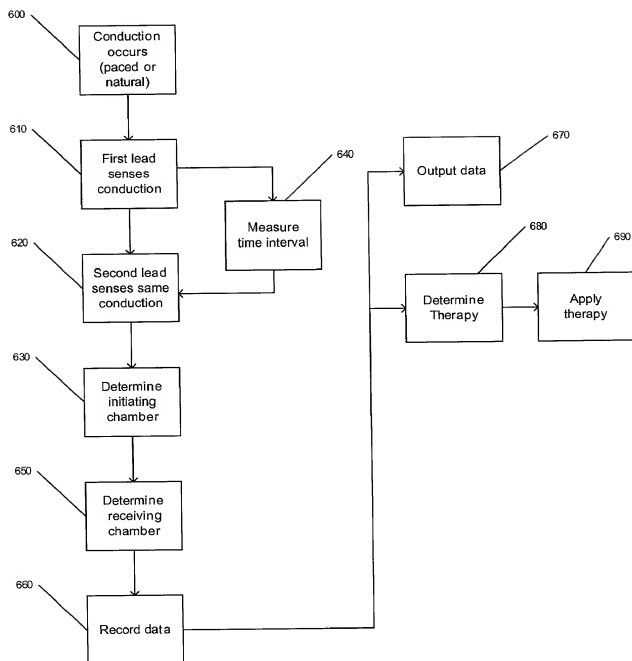 600
Conduction
occurs
(paced or
natural)
610
First lead
senses
conduction
640
Measure
time interval
620
Second lead
senses same
conduction
630
Determine
initiating
chamber
650
Determine
receiving
chamber
660
Record data
670
Output data
680
Determine
Therapy
690
Apply
therapy